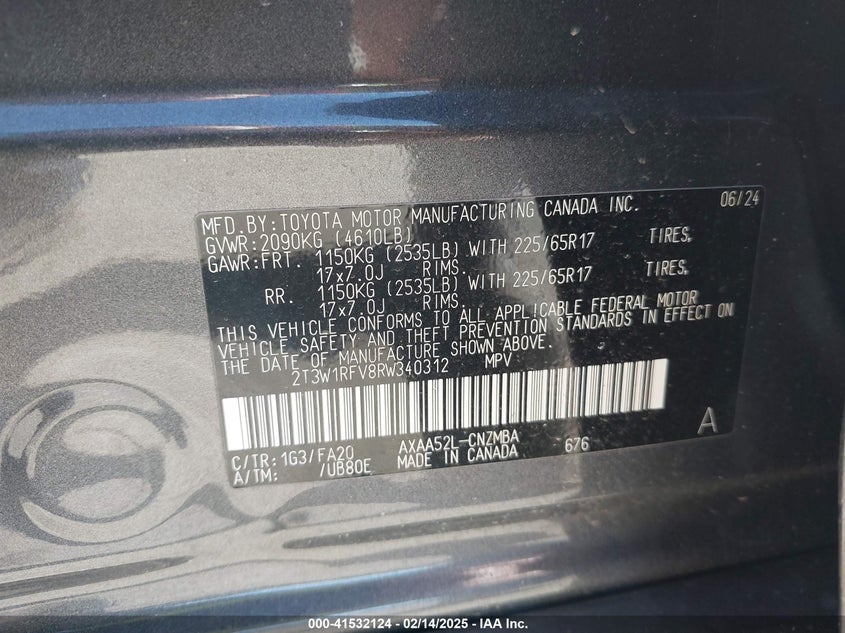 MFD. BY: TOYOTA MOTOR MANUFACTURING CANADA INC. 06/24
GVWR: 2090KG (4610LB)
GAWR: FRT. 1150KG (2535LB) WITH 225/65R17 TIRES,
17x7.0J RIMS.
RR. 1150KG (2535LB) WITH 225/65R17 TIRES,
17x7.0J RIMS.
THIS VEHICLE CONFORMS TO ALL APPLICABLE FEDERAL MOTOR
VEHICLE SAFETY AND THEFT PREVENTION STANDARDS IN EFFECT ON
THE DATE OF MANUFACTURE SHOWN ABOVE.
2T3W1RFV8RW340312 MPV
C/TR: 1G3/FA20 AXAA52L-CNZMBA 676 A
A/TM: /UB80E MADE IN CANADA
000-41532124 - 02/14/2025 - IAA Inc.